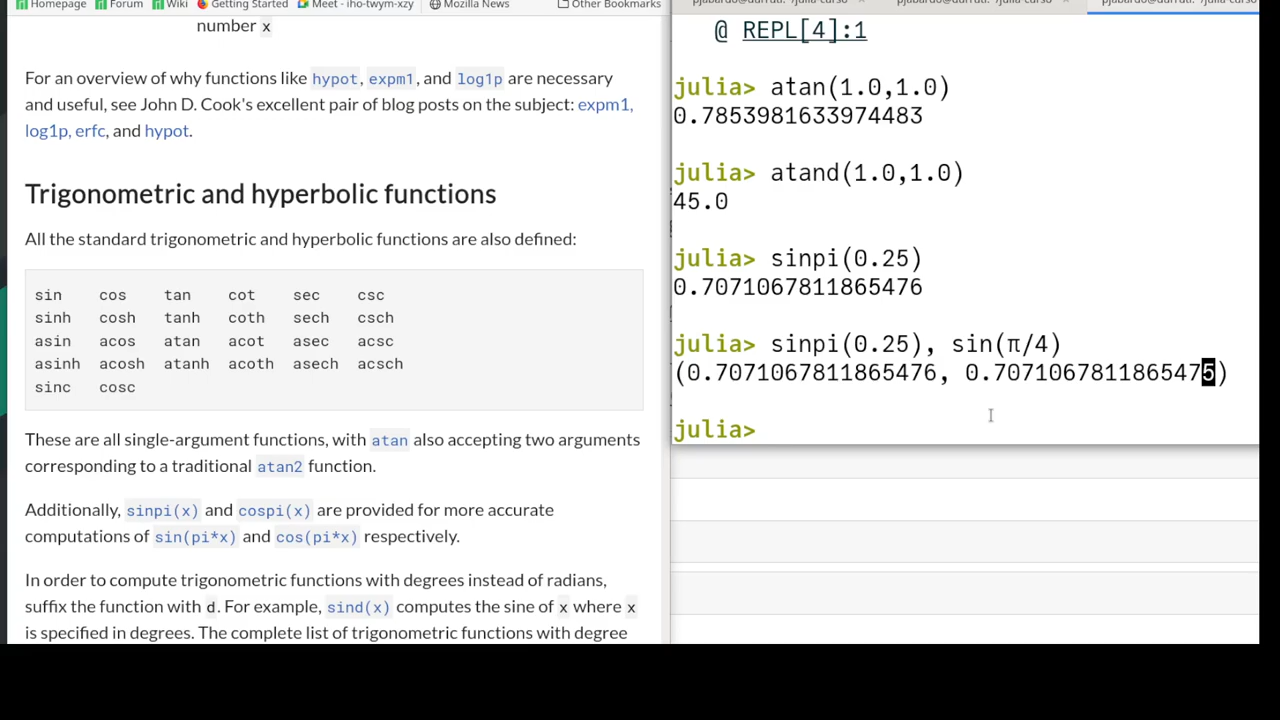 Homepage Forum Wiki Getting Started Meet - iho-twym-xzy Mozilla News Other Bookmarks
number x
For an overview of why functions like hypot, expm1, and log1p are necessary
and useful, see John D. Cook's excellent pair of blog posts on the subject: expm1,
log1p, erfc, and hypot.
Trigonometric and hyperbolic functions
All the standard trigonometric and hyperbolic functions are also defined:
sin cos tan cot sec csc
sinh cosh tanh coth sech csch
asin acos atan acot asec acsc
asinh acosh atanh acoth asech acsch
sinc cosc
These are all single-argument functions, with atan also accepting two arguments
corresponding to a traditional atan2 function.
Additionally, sinpi(x) and cospi(x) are provided for more accurate
computations of sin(pi*x) and cos(pi*x) respectively.
In order to compute trigonometric functions with degrees instead of radians,
suffix the function with d. For example, sind(x) computes the sine of x where x
is specified in degrees. The complete list of trigonometric functions with degree
@ REPL[4]:1
julia> atan(1.0,1.0)
0.7853981633974483
julia> atand(1.0,1.0)
45.0
julia> sinpi(0.25)
0.7071067811865476
julia> sinpi(0.25), sin(π/4)
(0.7071067811865476, 0.7071067811865475)
julia>